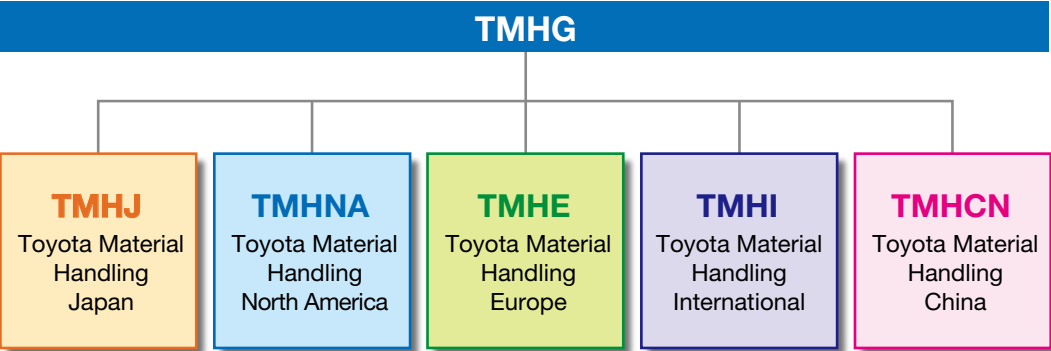 TMHG
TMHJ
Toyota Material
Handling
Japan
TMHNA
Toyota Material
Handling
North America
TMHE
Toyota Material
Handling
Europe
TMHI
Toyota Material
Handling
International
TMHCN
Toyota Material
Handling
China